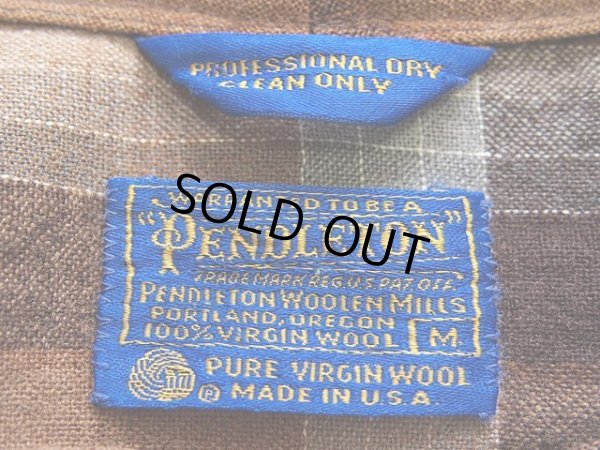 PROFESSIONAL DRY
CLEAN ONLY
WARRANTED TO BE A
"PENDLETON"
SOLD OUT
TRADE MARK REG. U.S. PAT. OFF.
PENDLETON WOOLEN MILLS
PORTLAND, OREGON
100% VIRGIN WOOL M
PURE VIRGIN WOOL
P MADE IN U.S.A.